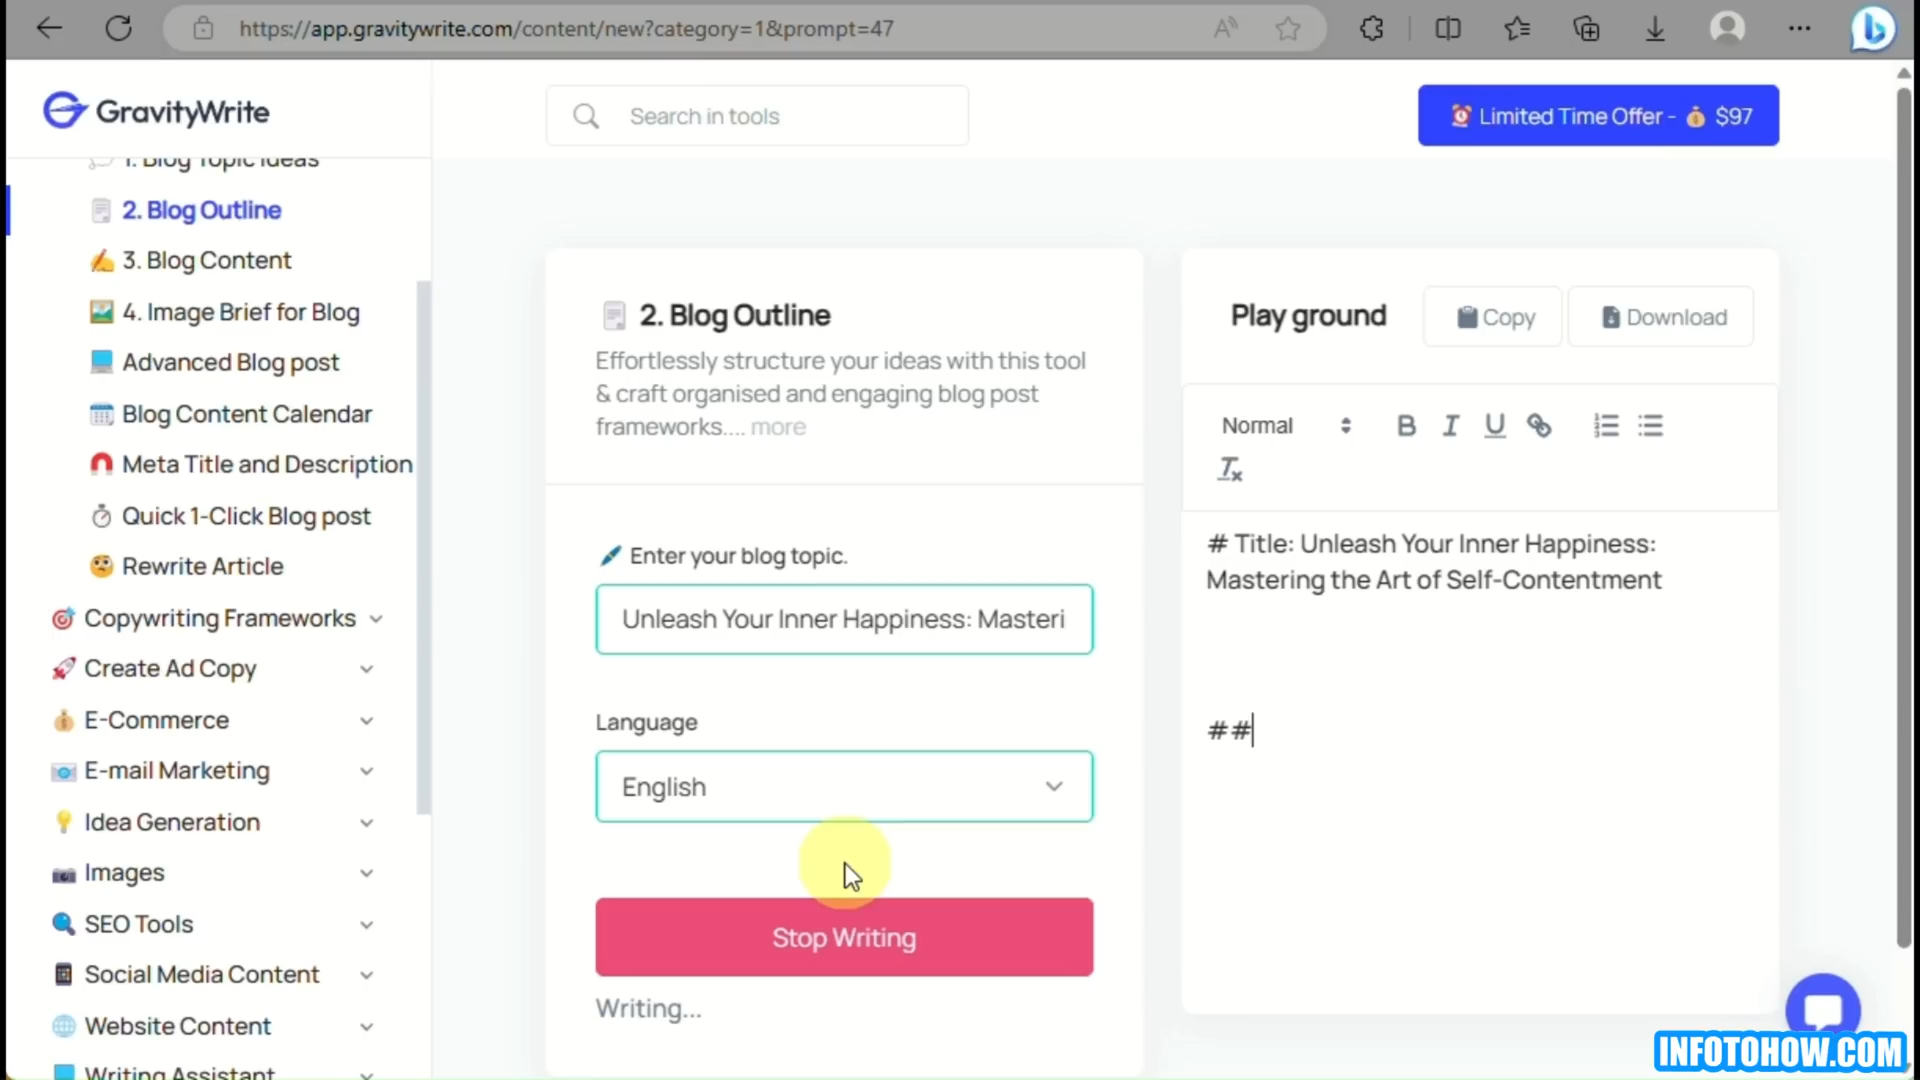 https://app.gravitywrite.com/content/new?category=1&prompt=47
GravityWrite
Search in tools
Limited Time Offer - $97
1. Blog Topic Ideas
2. Blog Outline
3. Blog Content
4. Image Brief for Blog
Advanced Blog post
Blog Content Calendar
Meta Title and Description
Quick 1-Click Blog post
Rewrite Article
Copywriting Frameworks
Create Ad Copy
E-Commerce
E-mail Marketing
Idea Generation
Images
SEO Tools
Social Media Content
Website Content
Writing Assistant
2. Blog Outline
Effortlessly structure your ideas with this tool
& craft organised and engaging blog post
frameworks.... more
Enter your blog topic.
Unleash Your Inner Happiness: Masteri
Language
English
Stop Writing
Writing...
Play ground
Copy
Download
Normal
B I U
# Title: Unleash Your Inner Happiness:
Mastering the Art of Self-Contentment
##
INFOTOHOW.COM